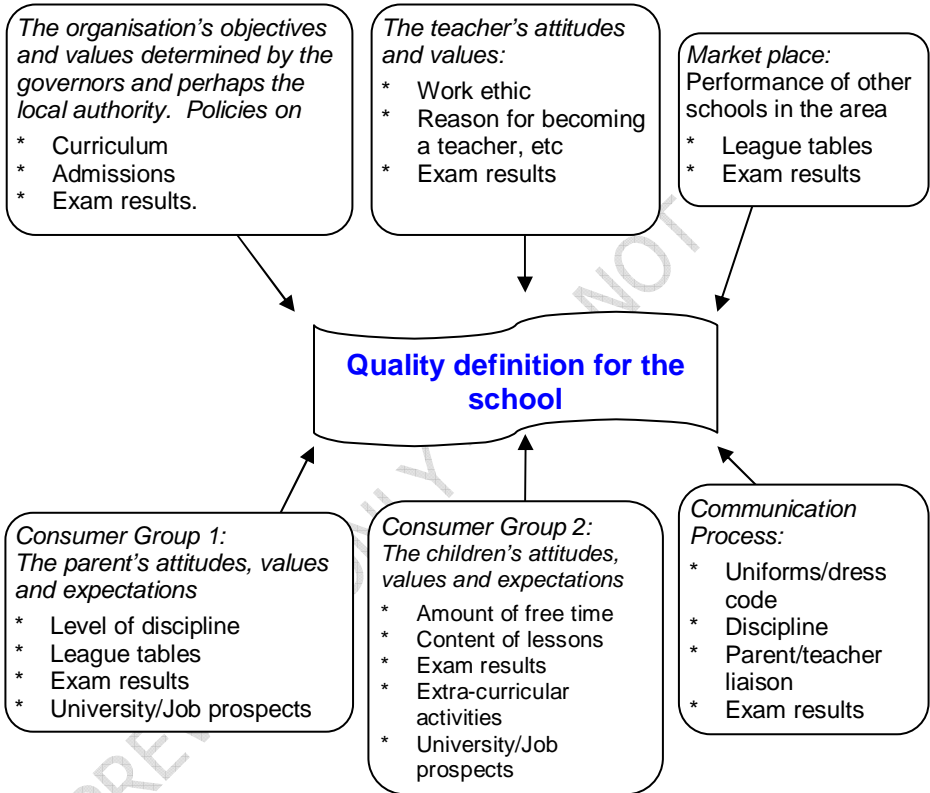 The organisation's objectives
and values determined by the
governors and perhaps the
local authority. Policies on
* Curriculum
* Admissions
* Exam results.
The teacher's attitudes
and values:
* Work ethic
* Reason for becoming
a teacher, etc
* Exam results
Market place:
Performance of other
schools in the area
* League tables
* Exam results
Quality definition for the
school
Consumer Group 1:
The parent's attitudes, values
and expectations
* Level of discipline
* League tables
* Exam results
* University/Job prospects
Consumer Group 2:
The children's attitudes,
values and expectations
* Amount of free time
* Content of lessons
* Exam results
* Extra-curricular
activities
* University/Job
prospects
Communication
Process:
* Uniforms/dress
code
* Discipline
* Parent/teacher
liaison
* Exam results
NOT